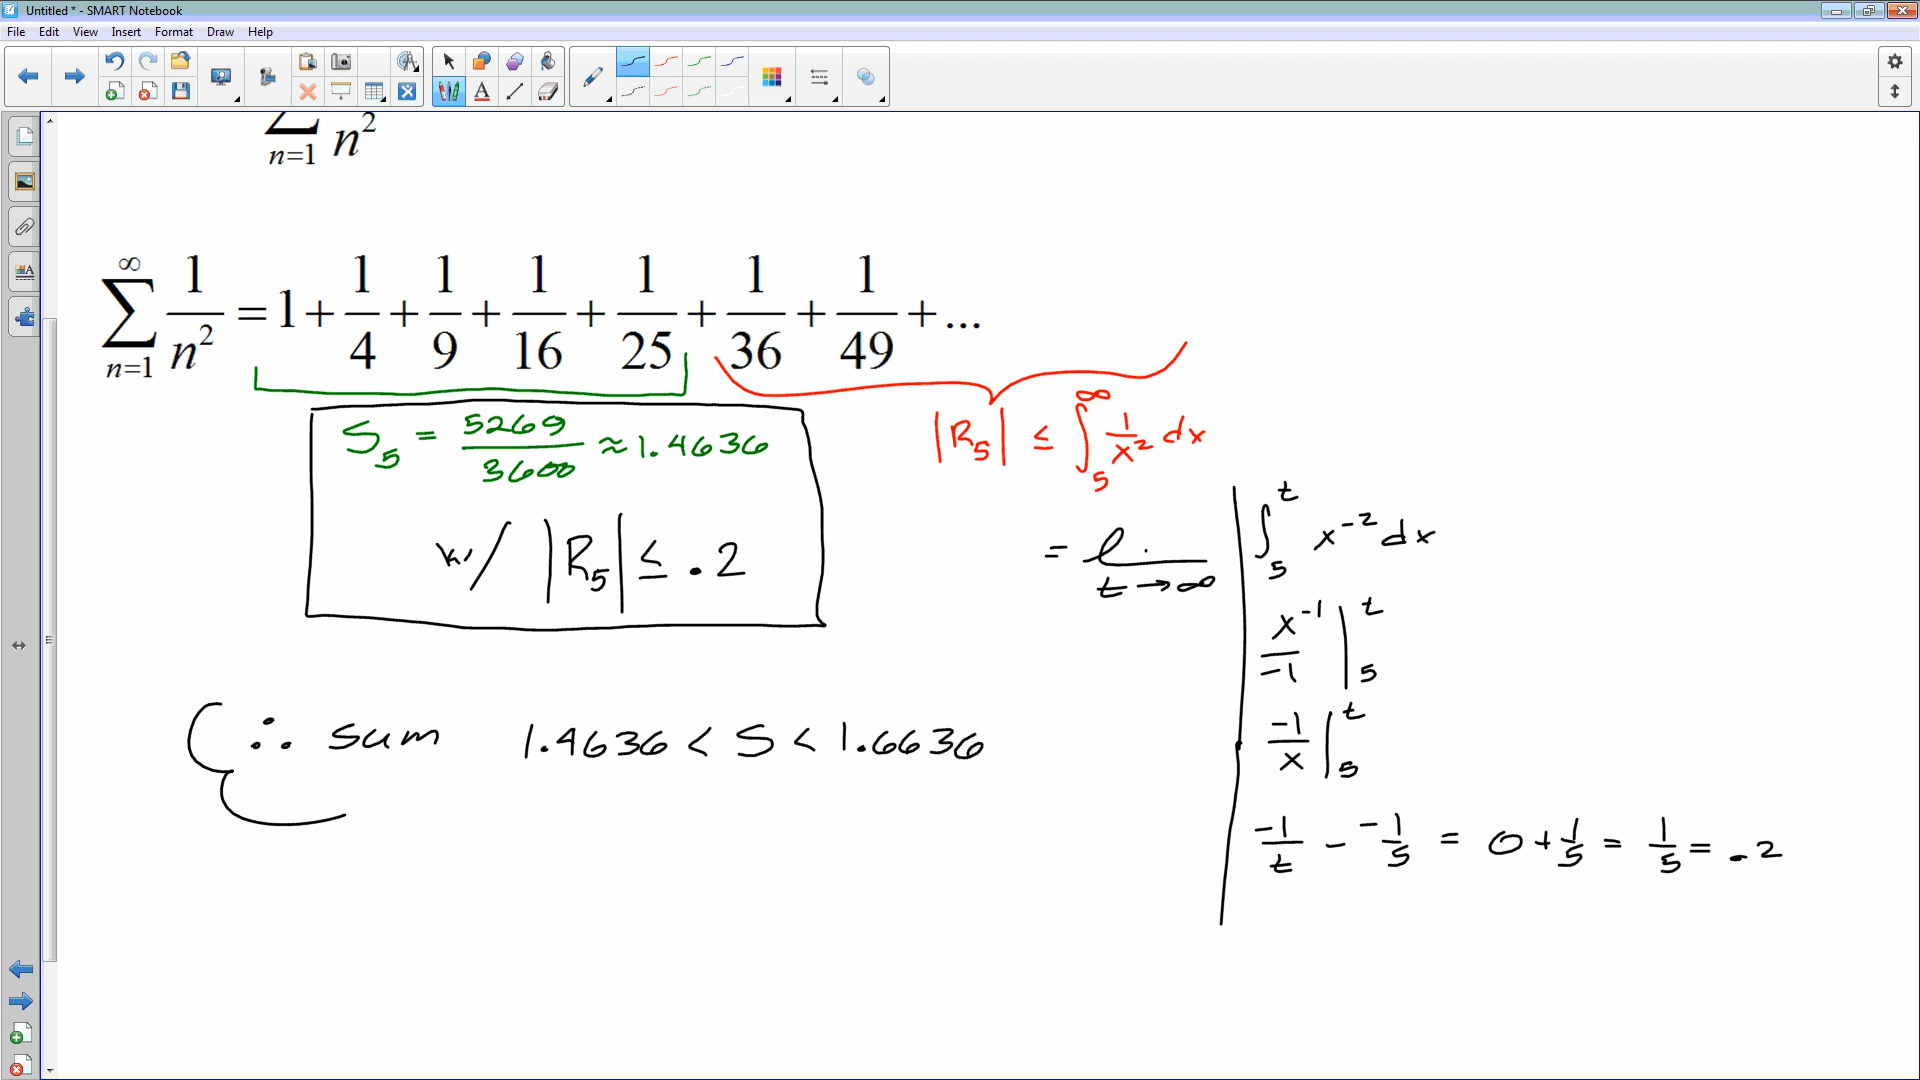 Untitled * - SMART Notebook
File Edit View Insert Format Draw Help
∑ n=1 n²
∑ n=1 ∞ 1/n² = 1 + 1/4 + 1/9 + 1/16 + 1/25 + 1/36 + 1/49 + ...
S₅ = 5269/3600 ≈ 1.4636
|R₅| ≤ ∫₅^∞ 1/x² dx
w/ |R₅| ≤ .2
= t → ∞
∫₅^t x⁻² dx
x⁻¹/-1 |₅^t
-1/x |₅^t
∴ sum 1.4636 < S < 1.6636
-1/t - -1/5 = 0 + 1/5 = 1/5 = .2